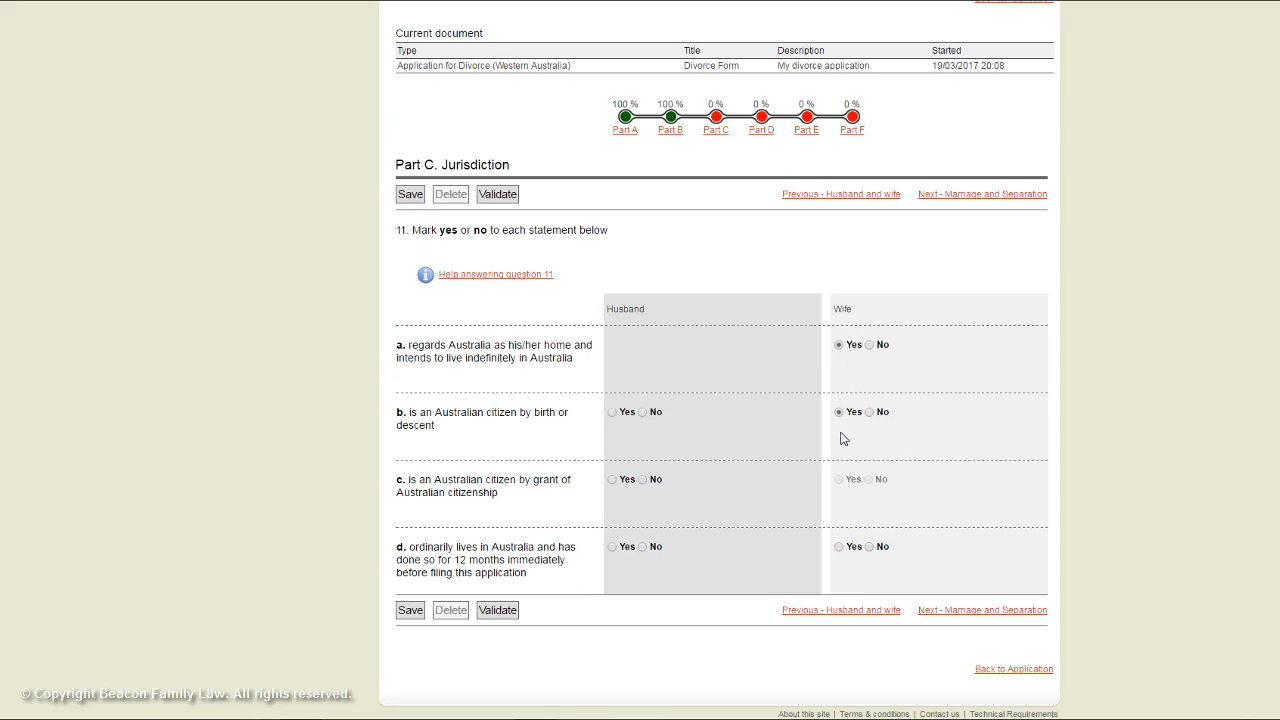 Current document
Type Title Description Started
Application for Divorce (Western Australia) Divorce Form My divorce application 19/03/2017 20:08
100 % 100 % 0 % 0 % 0 % 0 %
Part A Part B Part C Part D Part E Part F
Part C. Jurisdiction
Save Delete Validate Previous - Husband and wife Next - Marriage and Separation
11. Mark yes or no to each statement below
Help answering question 11
Husband Wife
a. regards Australia as his/her home and Yes No
intends to live indefinitely in Australia
b. is an Australian citizen by birth or Yes No Yes No
descent
c. is an Australian citizen by grant of Yes No Yes No
Australian citizenship
d. ordinarily lives in Australia and has Yes No Yes No
done so for 12 months immediately
before filing this application
Save Delete Validate Previous - Husband and wife Next - Marriage and Separation
Back to Application
© Copyright Beacon Family Law. All rights reserved.
About this site | Terms & conditions | Contact us | Technical Requirements